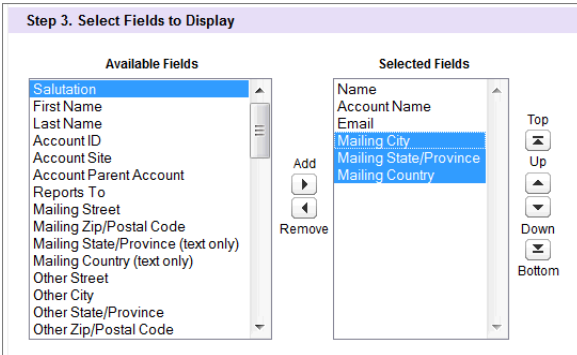 Step 3. Select Fields to Display
Available Fields
Salutation
First Name
Last Name
Account ID
Account Site
Account Parent Account
Reports To
Mailing Street
Mailing Zip/Postal Code
Mailing State/Province (text only)
Mailing Country (text only)
Other Street
Other City
Other State/Province
Other Zip/Postal Code
Add
Remove
Selected Fields
Name
Account Name
Email
Mailing City
Mailing State/Province
Mailing Country
Top
Up
Down
Bottom